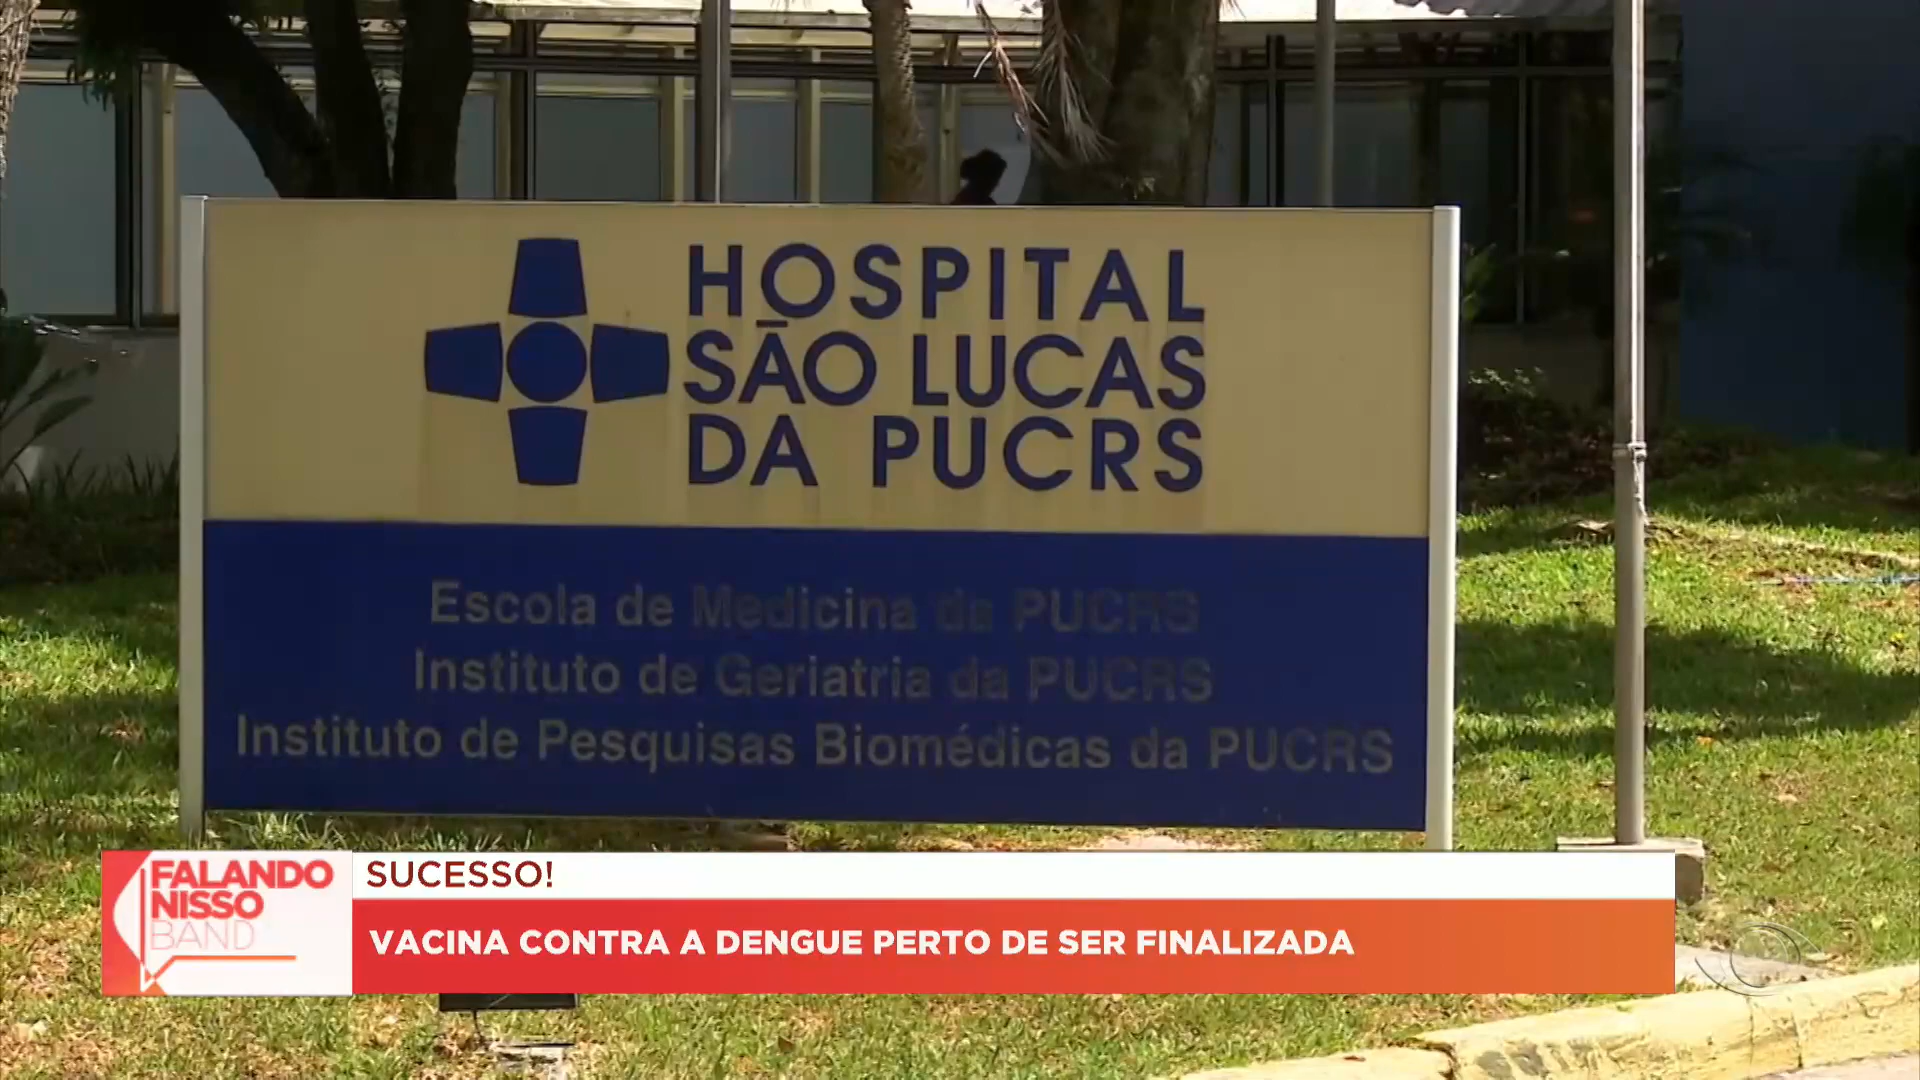 HOSPITAL
SÃO LUCAS
DA PUCRS
Escola de Medicina da PUCRS
Instituto de Geriatria da PUCRS
Instituto de Pesquisas Biomédicas da PUCRS
FALANDO
NISSO
BAND
SUCESSO!
VACINA CONTRA A DENGUE PERTO DE SER FINALIZADA